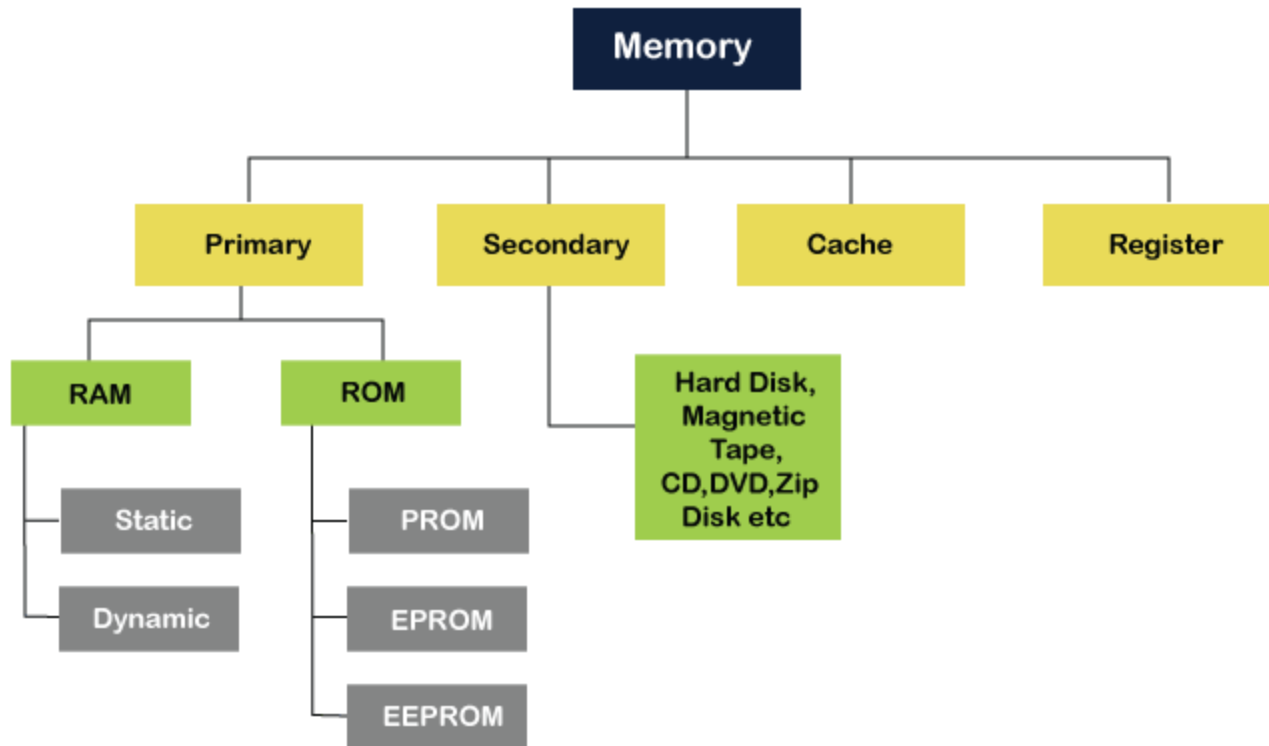 Memory
Primary
Secondary
Cache
Register
RAM
ROM
Hard Disk,
Magnetic
Tape,
CD,DVD,Zip
Disk etc
Static
PROM
Dynamic
EPROM
EEPROM